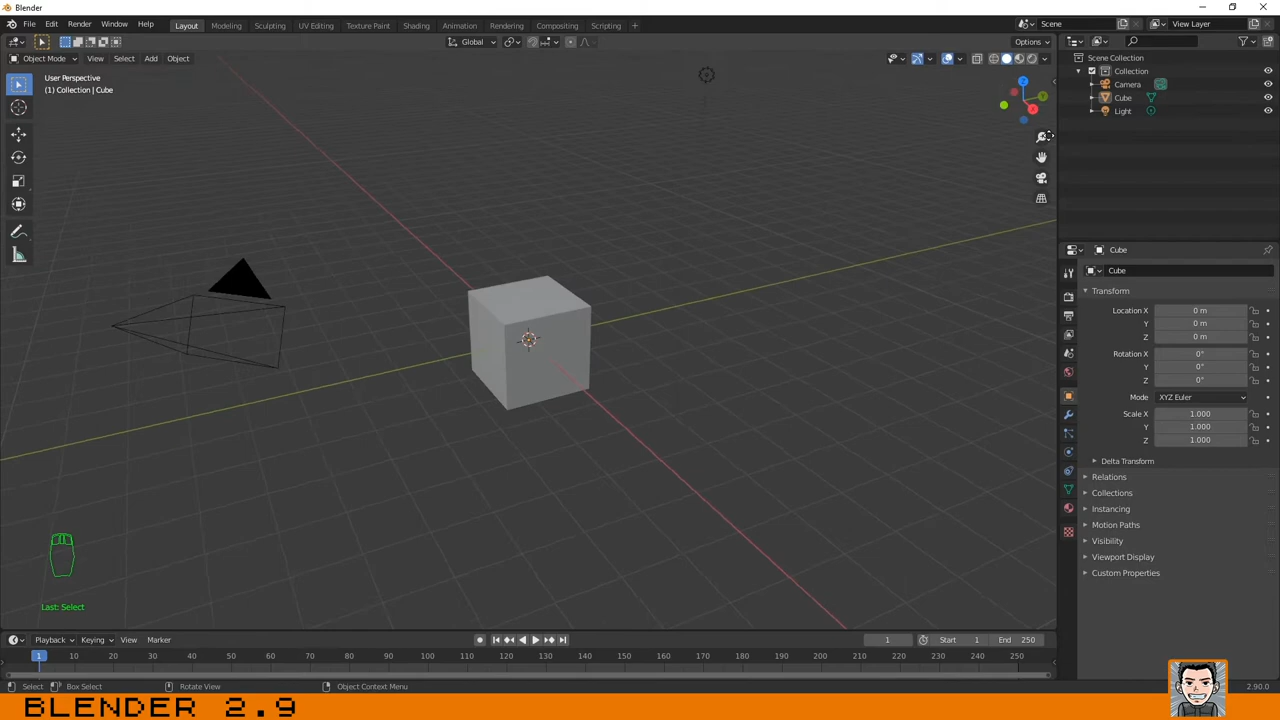 Blender
File Edit Render Window Help Layout Modeling Sculpting UV Editing Texture Paint Shading Animation Rendering Compositing Scripting + Scene View Layer
Global Options
Object Mode View Select Add Object
User Perspective
(1) Collection | Cube
Scene Collection
Collection
Camera
Cube
Light
Cube
Cube
Transform
Location X 0 m
Y 0 m
Z 0 m
Rotation X 0°
Y 0°
Z 0°
Mode XYZ Euler
Scale X 1.000
Y 1.000
Z 1.000
Delta Transform
Relations
Collections
Instancing
Motion Paths
Visibility
Viewport Display
Custom Properties
Last: Select
Playback Keying View Marker 1 Start 1 End 250
1 10 20 30 40 50 60 70 80 90 100 110 120 130 140 150 160 170 180 190 200 210 220 230 240 250
Select Box Select Rotate View Object Context Menu 2.90.0
BLENDER 2.9